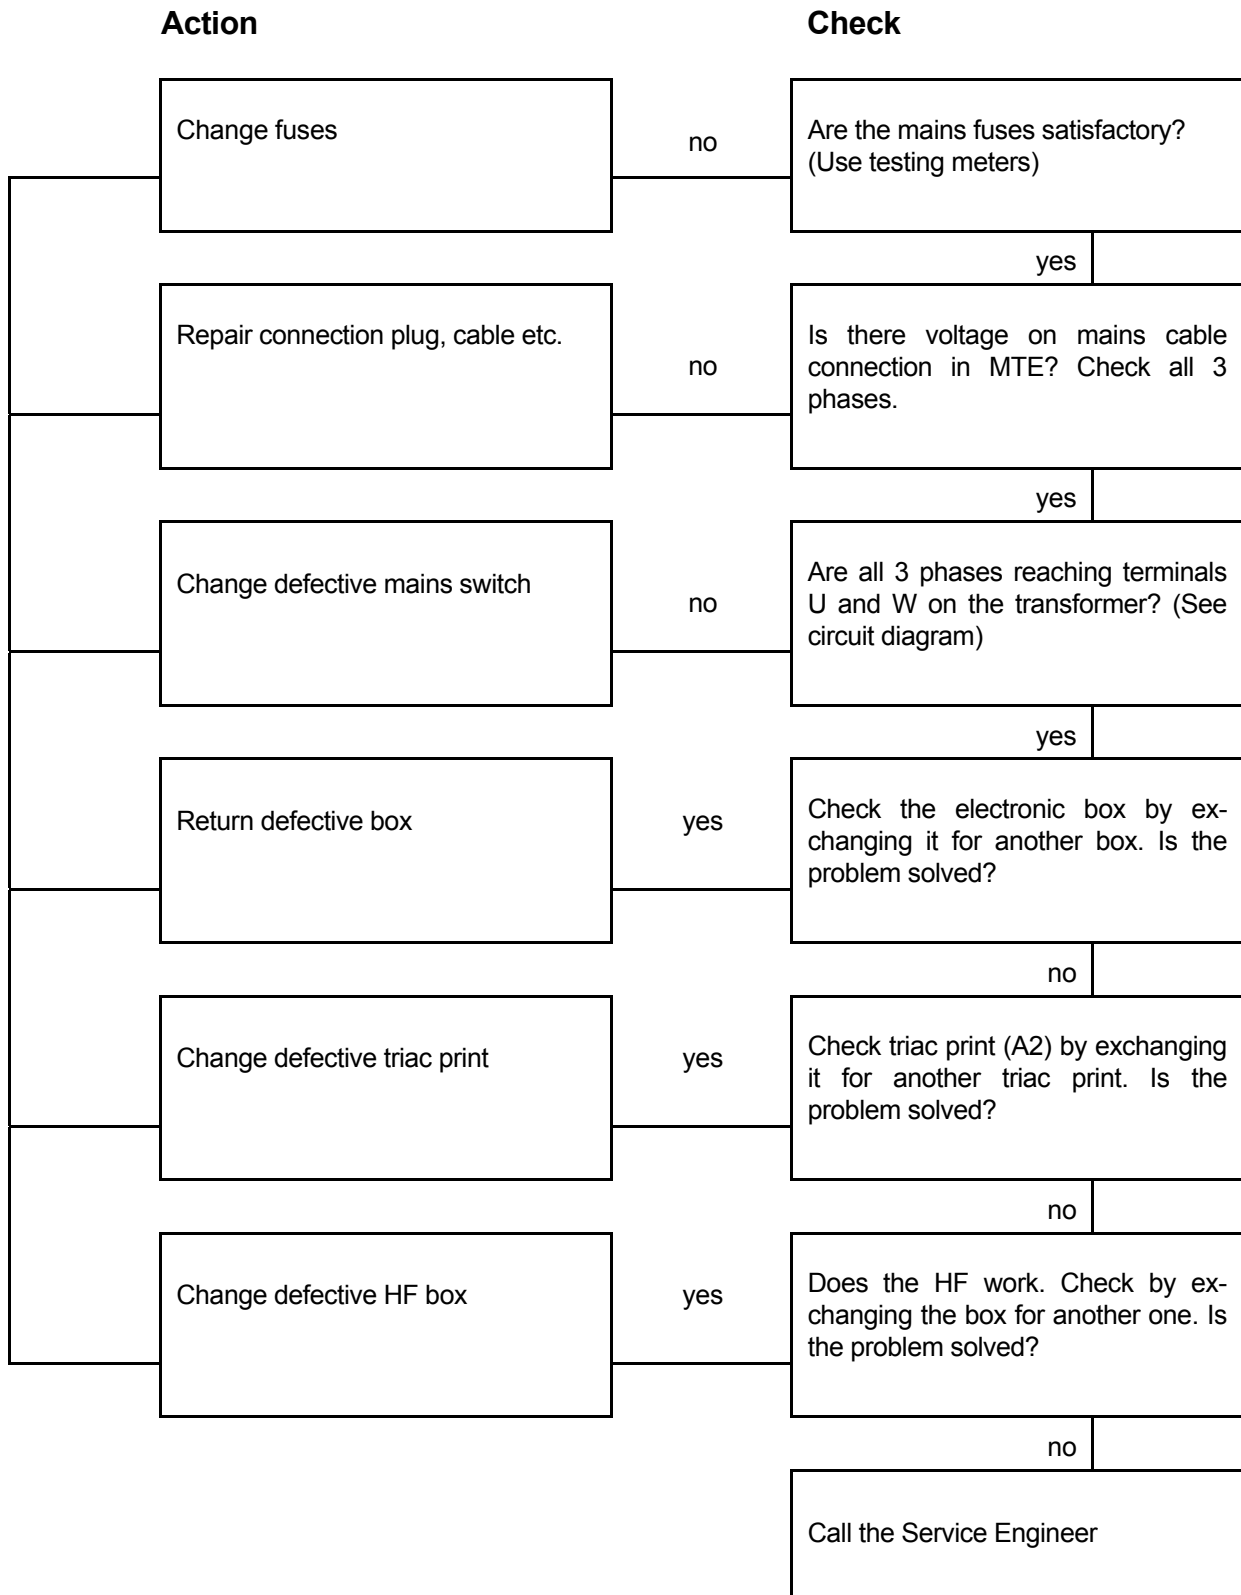 Action
Check
Change fuses
no
Are the mains fuses satisfactory?
(Use testing meters)
yes
Repair connection plug, cable etc.
no
Is there voltage on mains cable
connection in MTE? Check all 3
phases.
yes
Change defective mains switch
no
Are all 3 phases reaching terminals
U and W on the transformer? (See
circuit diagram)
yes
Return defective box
yes
Check the electronic box by ex-
changing it for another box. Is the
problem solved?
no
Change defective triac print
yes
Check triac print (A2) by exchanging
it for another triac print. Is the
problem solved?
no
Change defective HF box
yes
Does the HF work. Check by ex-
changing the box for another one. Is
the problem solved?
no
Call the Service Engineer